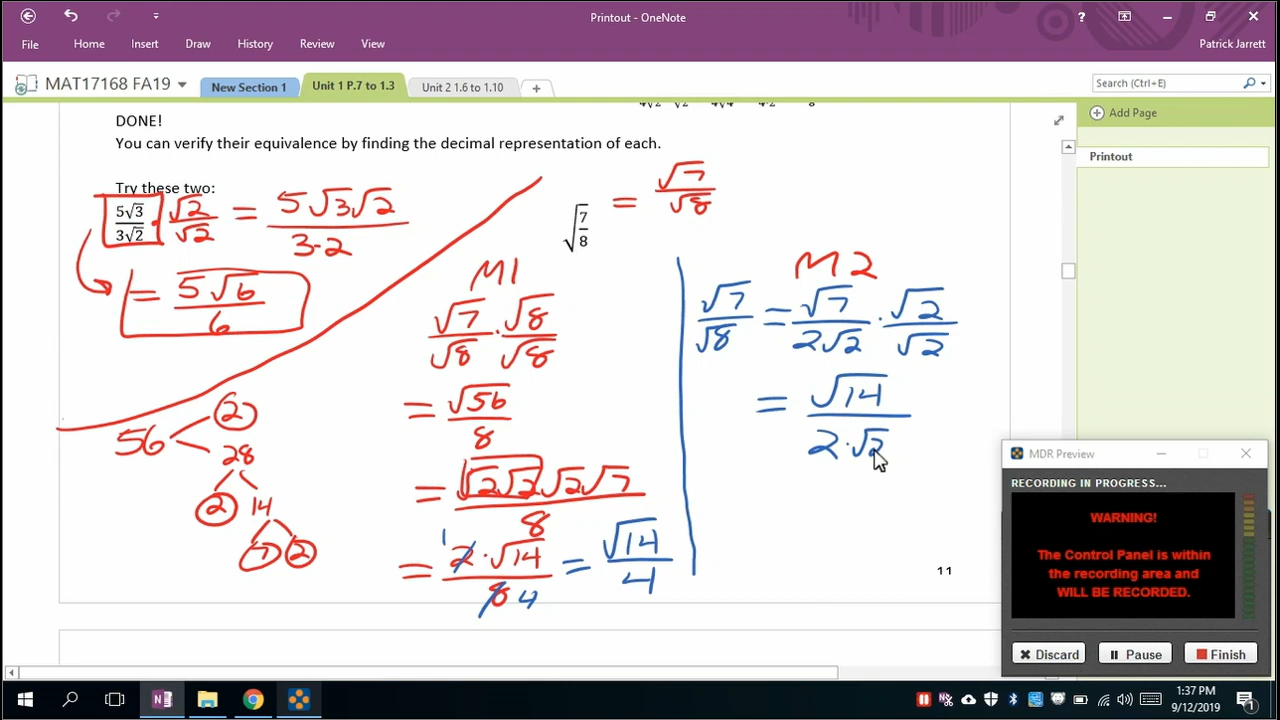 Printout - OneNote
?
File Home Insert Draw History Review View
Patrick Jarrett
MAT17168 FA19 New Section 1 Unit 1 P.7 to 1.3 Unit 2 1.6 to 1.10 +
Search (Ctrl+E)
Add Page
Printout
DONE!
You can verify their equivalence by finding the decimal representation of each.
Try these two:
5√3/3√2 · √2/√2 = 5√3√2/3·2
= 5√6/6
√7/8 = √7/√8
M1
√7/√8 · √8/√8
= √56/8
= √2√2√2√7/8
= 2·√14/8 = √14/4
1
4
56
2
28
2 14
7 2
M2
√7/√8 = √7/2√2 · √2/√2
= √14/2·√2
11
MDR Preview
RECORDING IN PROGRESS...
WARNING!
The Control Panel is within
the recording area and
WILL BE RECORDED.
Discard Pause Finish
1:37 PM
9/12/2019
1